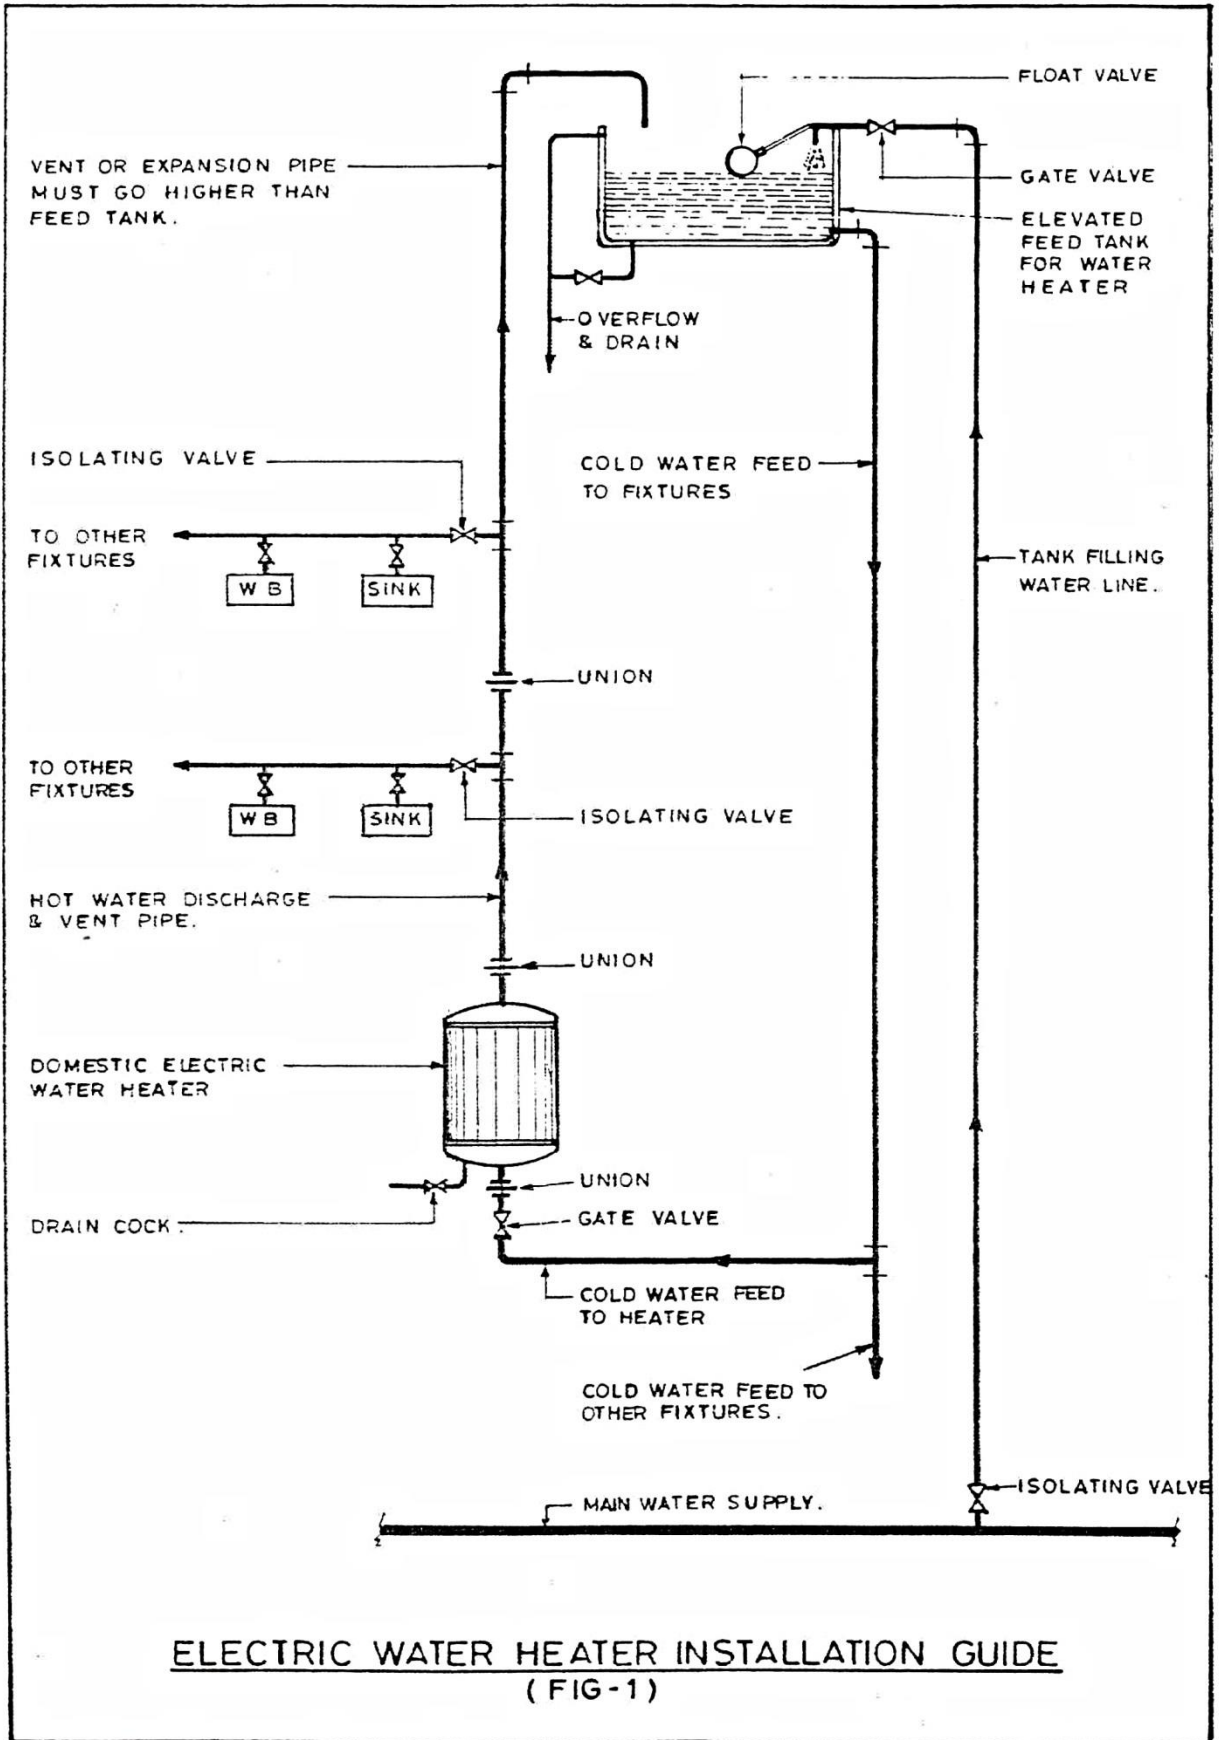 FLOAT VALVE
VENT OR EXPANSION PIPE
MUST GO HIGHER THAN
FEED TANK.
GATE VALVE
ELEVATED
FEED TANK
FOR WATER
HEATER
OVERFLOW
& DRAIN
ISOLATING VALVE
COLD WATER FEED
TO FIXTURES
TO OTHER
FIXTURES
W B
SINK
TANK FILLING
WATER LINE.
UNION
TO OTHER
FIXTURES
W B
SINK
ISOLATING VALVE
HOT WATER DISCHARGE
& VENT PIPE.
UNION
DOMESTIC ELECTRIC
WATER HEATER
UNION
GATE VALVE
DRAIN COCK.
COLD WATER FEED
TO HEATER
COLD WATER FEED TO
OTHER FIXTURES.
ISOLATING VALVE
MAIN WATER SUPPLY.
ELECTRIC WATER HEATER INSTALLATION GUIDE
(FIG-1)